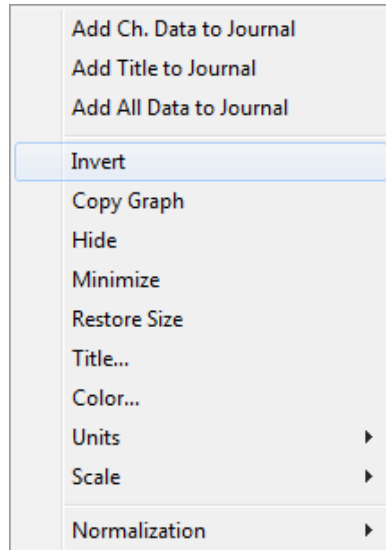 Add Ch. Data to Journal
Add Title to Journal
Add All Data to Journal
Invert
Copy Graph
Hide
Minimize
Restore Size
Title...
Color...
Units
Scale
Normalization